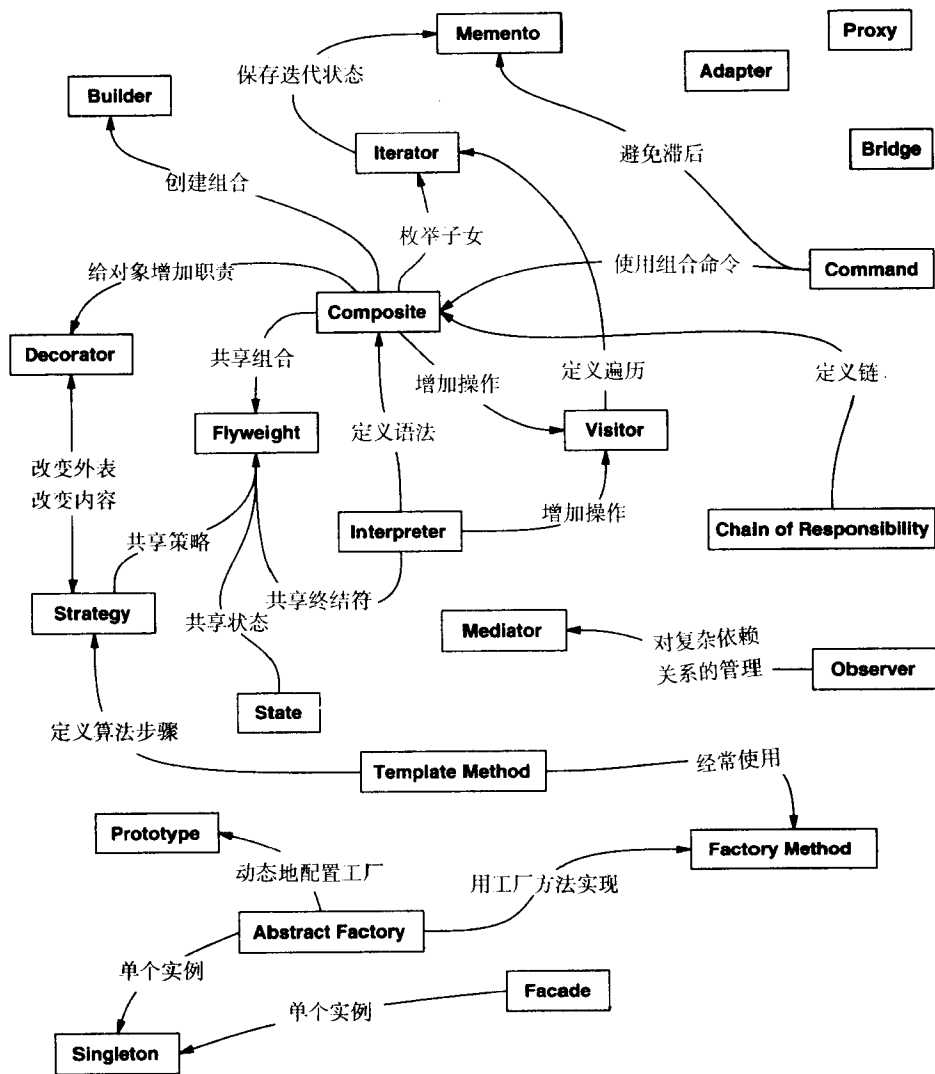 Memento
Proxy
Adapter
保存迭代状态
Builder
Iterator
避免滞后
Bridge
创建组合
枚举子女
给对象增加职责
使用组合命令
Command
Composite
Decorator
共享组合
增加操作
定义遍历
定义链
Flyweight
定义语法
Visitor
改变外表
改变内容
共享策略
Interpreter
增加操作
Chain of Responsibility
共享终结符
Strategy
共享状态
Mediator
对复杂依赖
关系的管理
Observer
State
定义算法步骤
Template Method
经常使用
Prototype
Factory Method
动态地配置工厂
用工厂方法实现
Abstract Factory
单个实例
Facade
单个实例
Singleton